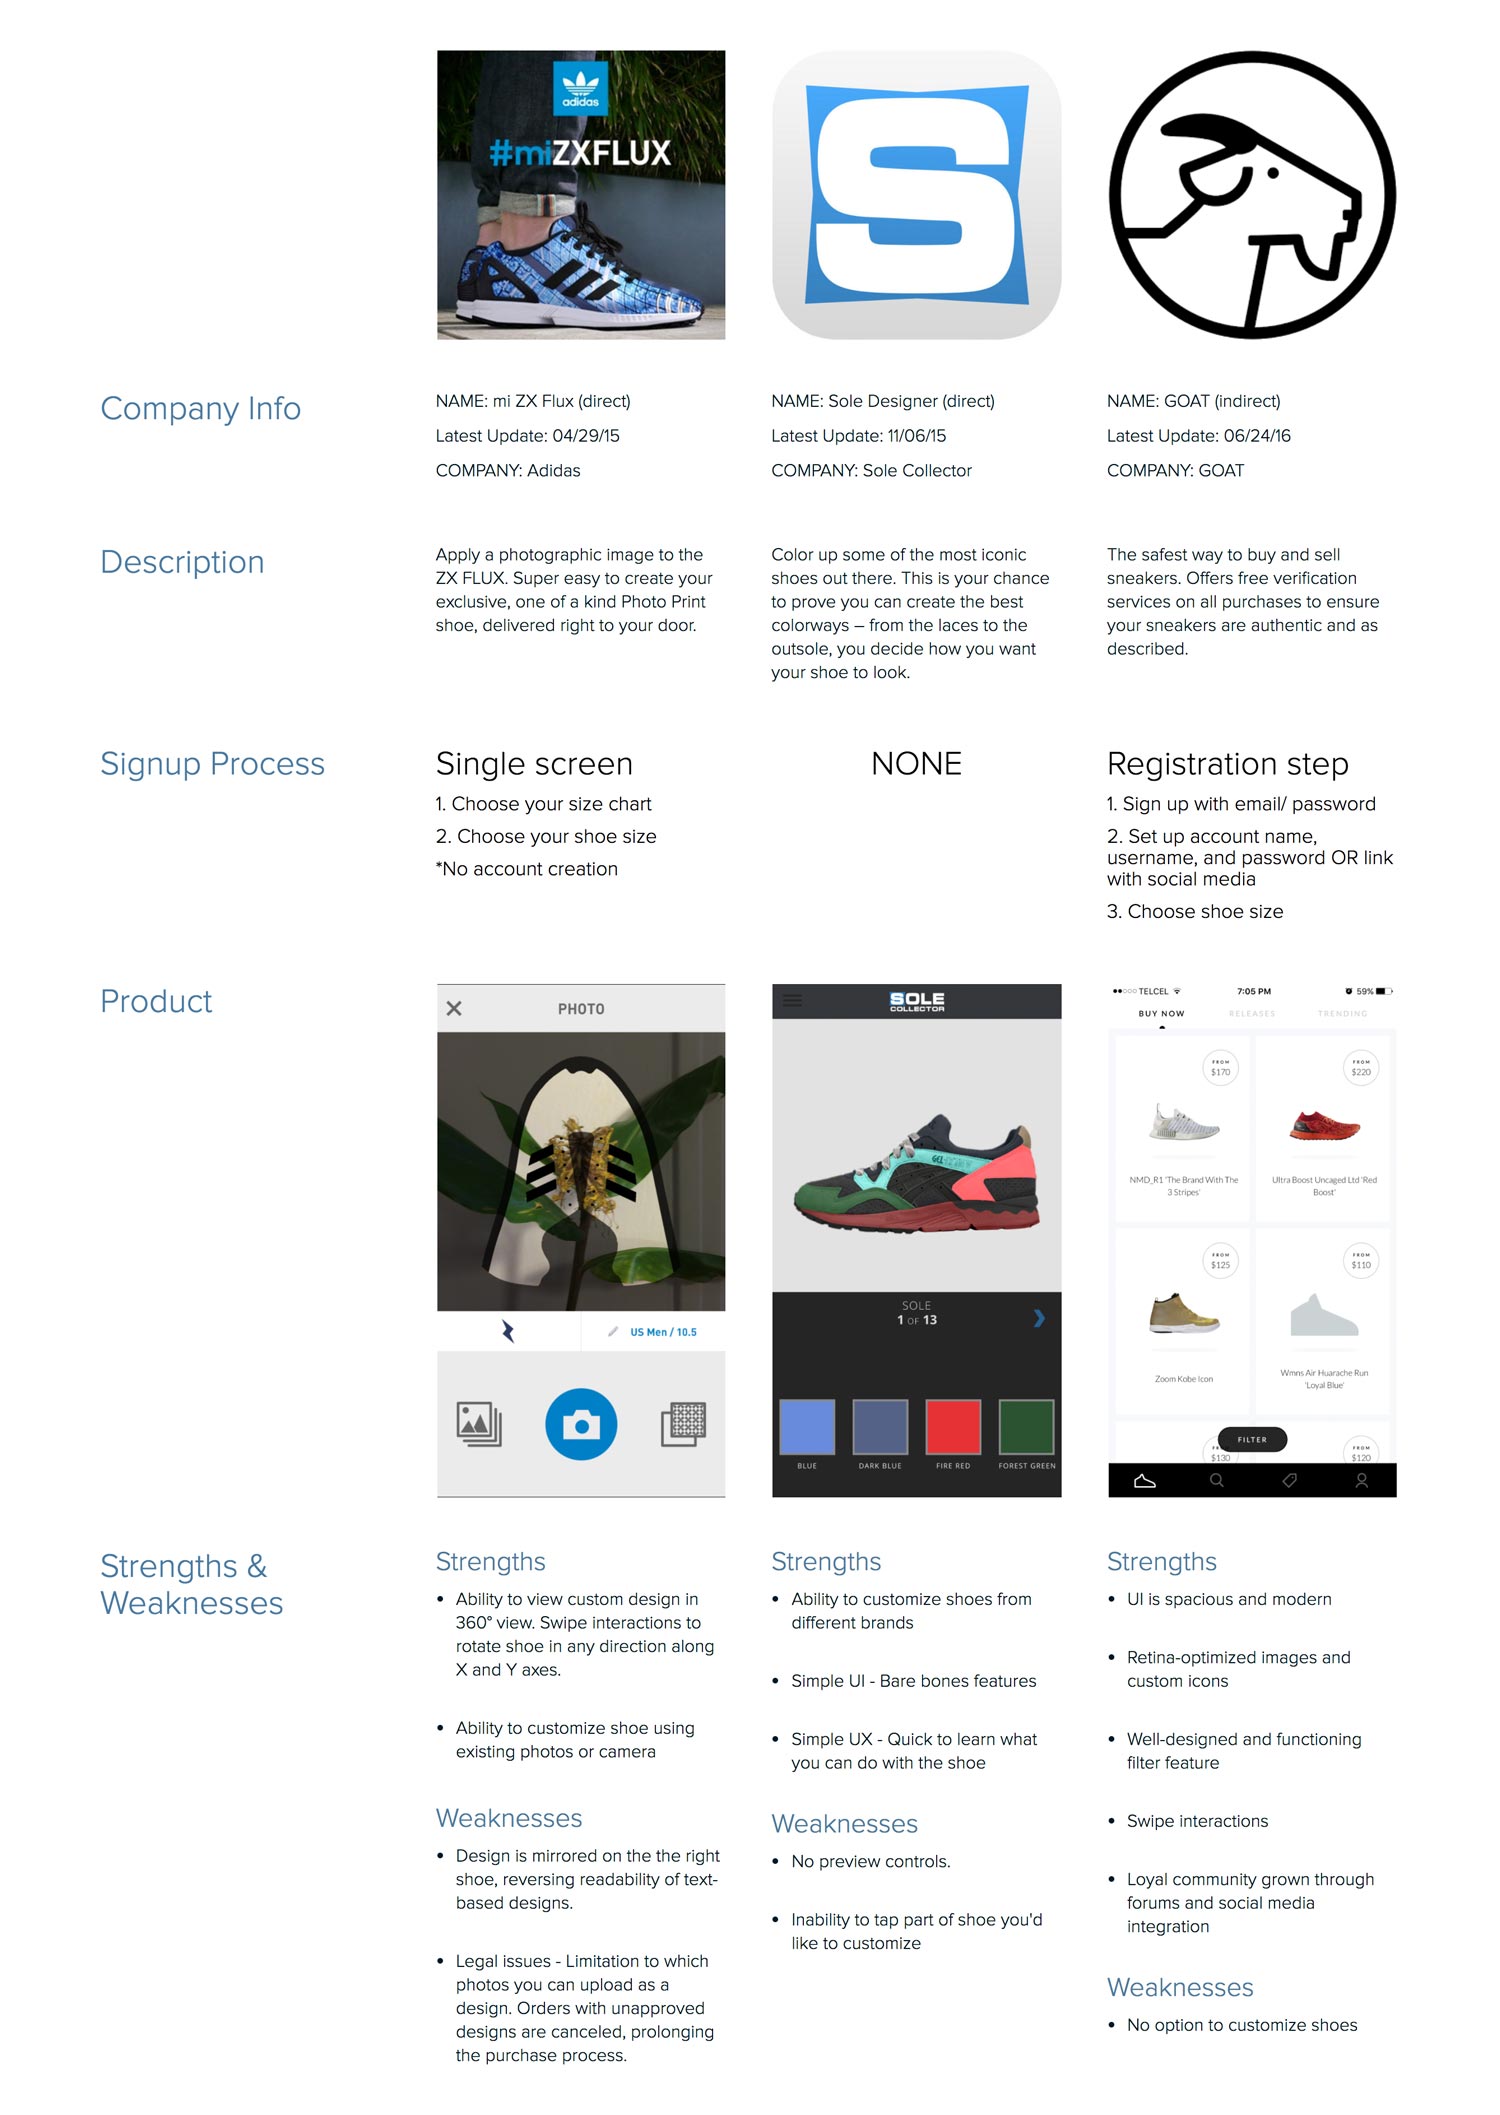 adidas
#miZXFLUX
S
Company Info
NAME: mi ZX Flux (direct)
Latest Update: 04/29/15
COMPANY: Adidas
NAME: Sole Designer (direct)
Latest Update: 11/06/15
COMPANY: Sole Collector
NAME: GOAT (indirect)
Latest Update: 06/24/16
COMPANY: GOAT
Description
Apply a photographic image to the
ZX FLUX. Super easy to create your
exclusive, one of a kind Photo Print
shoe, delivered right to your door.
Color up some of the most iconic
shoes out there. This is your chance
to prove you can create the best
colorways – from the laces to the
outsole, you decide how you want
your shoe to look.
The safest way to buy and sell
sneakers. Offers free verification
services on all purchases to ensure
your sneakers are authentic and as
described.
Signup Process
Single screen
1. Choose your size chart
2. Choose your shoe size
*No account creation
NONE
Registration step
1. Sign up with email/ password
2. Set up account name,
username, and password OR link
with social media
3. Choose shoe size
Product
PHOTO
US Men / 10.5
SOLE
COLLECTOR
GEL
SOLE
1 OF 13
BLUE
DARK BLUE
FIRE RED
FOREST GREEN
TELCEL
7:05 PM
59%
BUY NOW
RELEASES
TRENDING
FROM
$170
FROM
$220
NMD_R1 'The Brand With The
3 Stripes'
Ultra Boost Uncaged Ltd 'Red
Boost'
FROM
$125
FROM
$110
Zoom Kobe Icon
Wmns Air Huarache Run
'Loyal Blue'
FILTER
$130
FROM
$120
Strengths &
Weaknesses
Strengths
• Ability to view custom design in
360° view. Swipe interactions to
rotate shoe in any direction along
X and Y axes.
• Ability to customize shoe using
existing photos or camera
Weaknesses
• Design is mirrored on the the right
shoe, reversing readability of text-
based designs.
• Legal issues - Limitation to which
photos you can upload as a
design. Orders with unapproved
designs are canceled, prolonging
the purchase process.
Strengths
• Ability to customize shoes from
different brands
• Simple UI - Bare bones features
• Simple UX - Quick to learn what
you can do with the shoe
Weaknesses
• No preview controls.
• Inability to tap part of shoe you'd
like to customize
Strengths
• UI is spacious and modern
• Retina-optimized images and
custom icons
• Well-designed and functioning
filter feature
• Swipe interactions
• Loyal community grown through
forums and social media
integration
Weaknesses
• No option to customize shoes